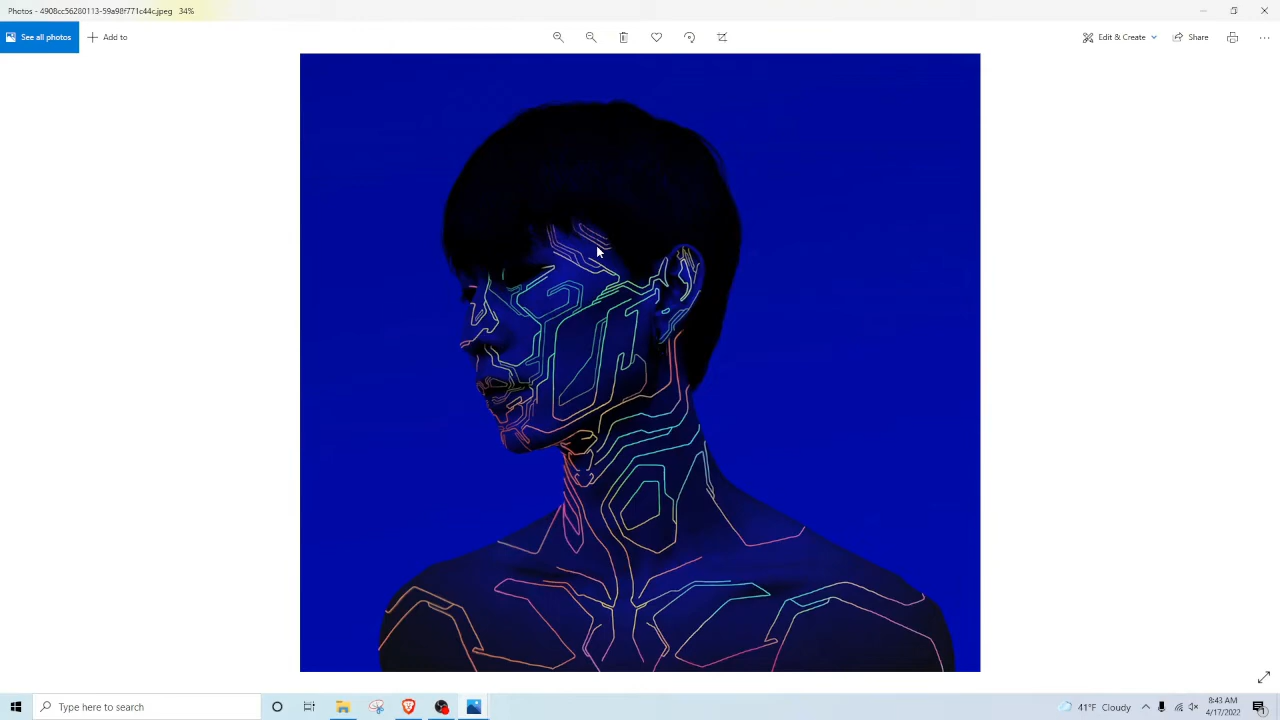 Photos - 4908cc56280113-59a98f771c44c.jpeg 34%
See all photos
Add to
Edit & Create
Share
Type here to search
41°F Cloudy
8:43 AM
4/17/2022